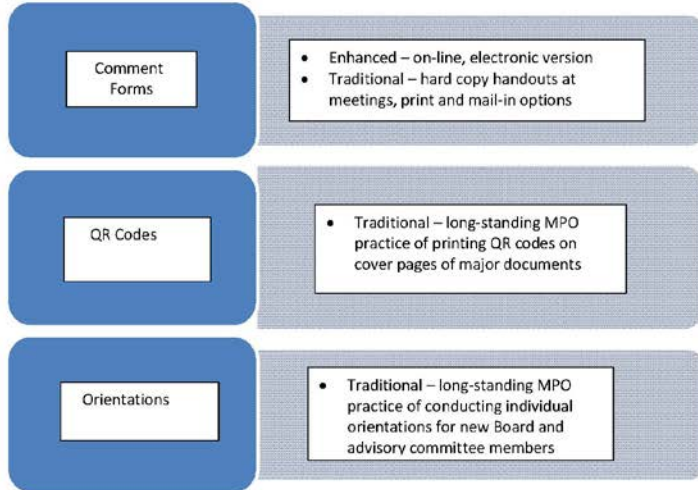 Comment
Forms
• Enhanced – on-line, electronic version
• Traditional – hard copy handouts at
meetings, print and mail-in options
QR Codes
• Traditional – long-standing MPO
practice of printing QR codes on
cover pages of major documents
Orientations
• Traditional – long-standing MPO
practice of conducting individual
orientations for new Board and
advisory committee members